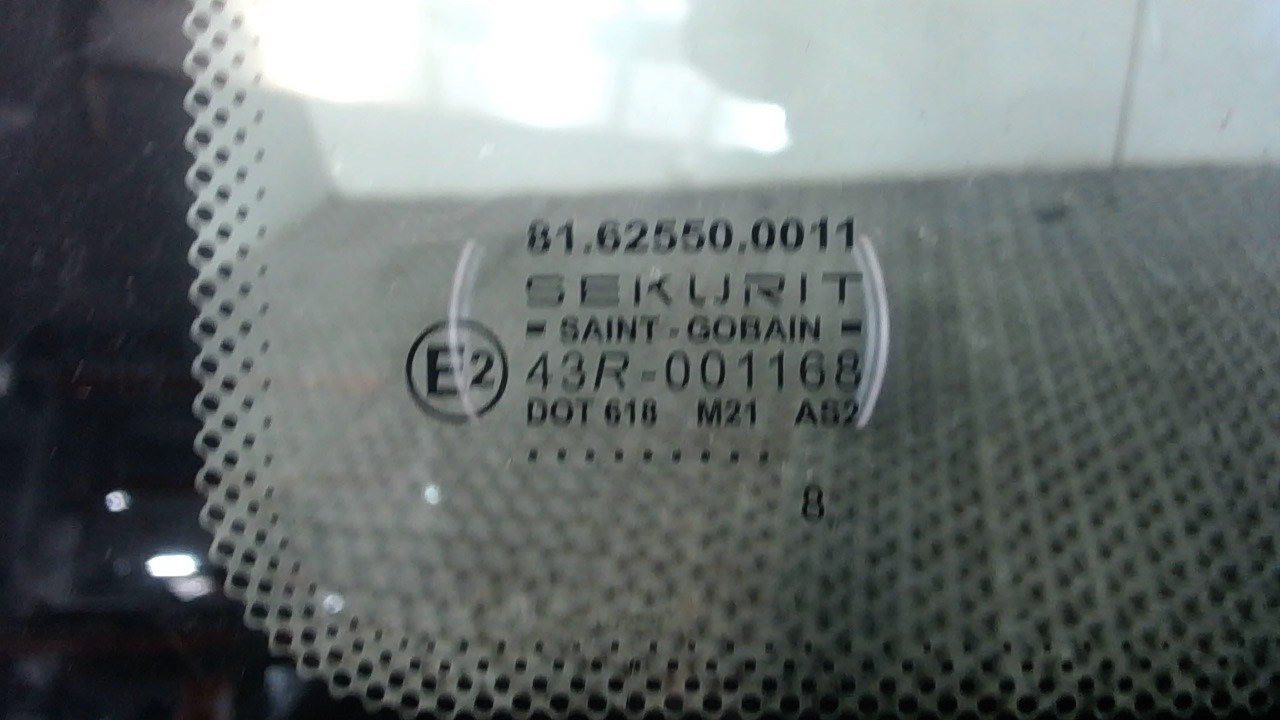 81.62550.0011
SEKURIT
- SAINT-GOBAIN -
E2 43R-001168
DOT 618 M21 AS2
.........
8